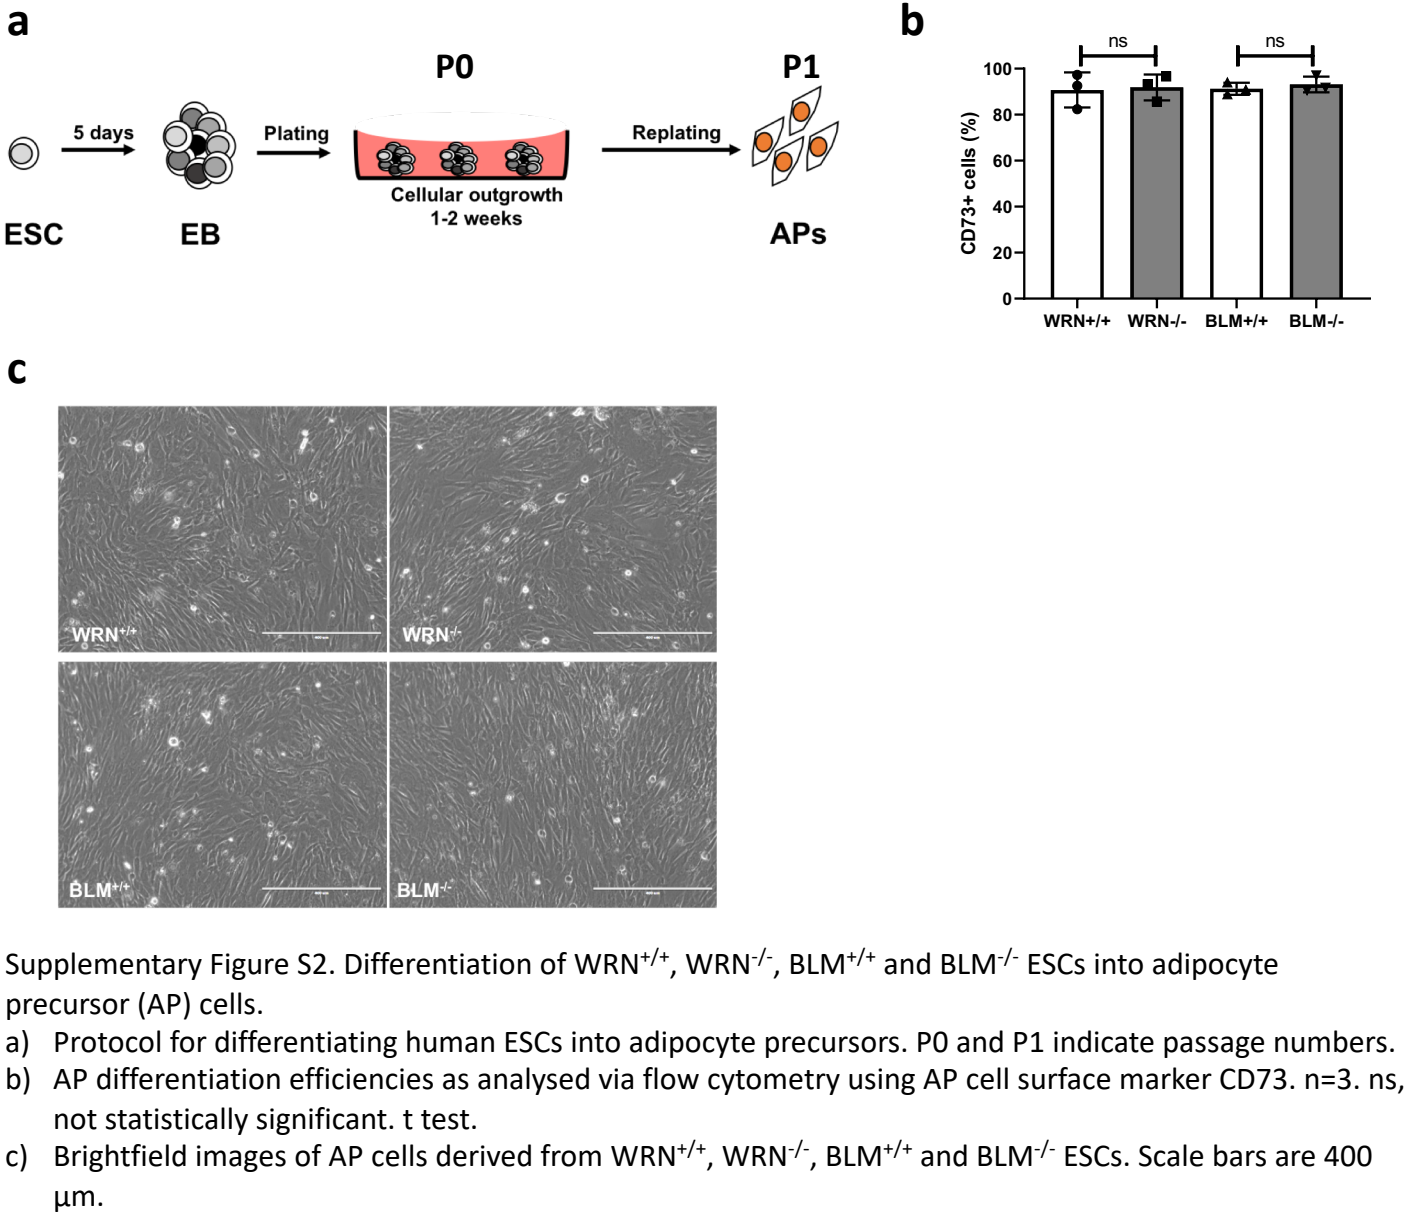 a
P0
P1
5 days
Plating
Replating
Cellular outgrowth
1-2 weeks
ESC
EB
APs
b
ns
ns
CD73+ cells (%)
100
80
60
40
20
0
WRN+/+
WRN-/-
BLM+/+
BLM-/-
c
WRN+/+
WRN-/-
BLM+/+
BLM-/-
Supplementary Figure S2. Differentiation of WRN+/+, WRN-/-, BLM+/+ and BLM-/- ESCs into adipocyte
precursor (AP) cells.
a) Protocol for differentiating human ESCs into adipocyte precursors. P0 and P1 indicate passage numbers.
b) AP differentiation efficiencies as analysed via flow cytometry using AP cell surface marker CD73. n=3. ns,
not statistically significant. t test.
c) Brightfield images of AP cells derived from WRN+/+, WRN-/-, BLM+/+ and BLM-/- ESCs. Scale bars are 400
μm.